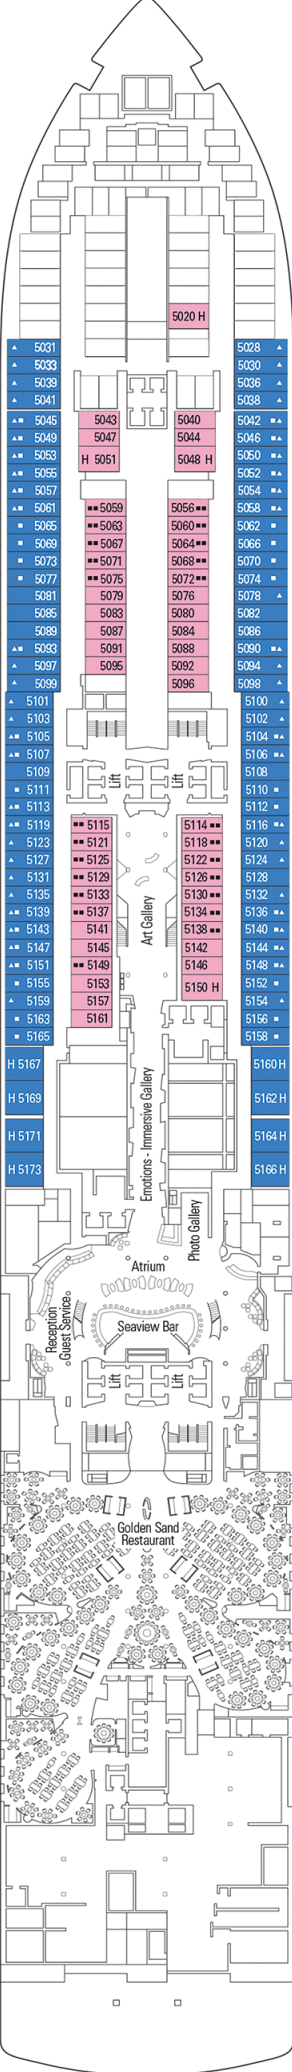 5020 H
5031 5028
5033 5030
5039 5036
5041 5038
5045 5043 5040 5042
5049 5047 5044 5046
5053 H 5051 5048 H 5050
5055 5052
5057 5054
5061 5059 5056 5058
5065 5063 5060 5062
5069 5067 5064 5066
5073 5071 5068 5070
5077 5075 5072 5074
5081 5079 5076 5078
5085 5083 5080 5082
5089 5087 5084 5086
5093 5091 5088 5090
5097 5095 5092 5094
5099 5096 5098
5101 5100
5103 5102
5105 5104
5107 5106
5109 Lift Lift 5108
5111 5110
5113 5112
5119 5115 5114 5116
5123 5121 5118 5120
5127 5125 5122 5124
5131 5129 5126 5128
5135 5133 5130 5132
5139 5137 5134 5136
5143 5141 5138 5140
5147 5145 5142 5144
5151 5149 5146 5148
5155 5153 5150 H 5152
5159 5157 5154
5163 5161 5156
5165 5158
Art Gallery
H 5167 5160 H
H 5169 5162 H
H 5171 5164 H
H 5173 5166 H
Emotions - Immersive Gallery
Photo Gallery
Atrium
Reception
Guest Service
Seaview Bar
Lift Lift
Golden Sand
Restaurant